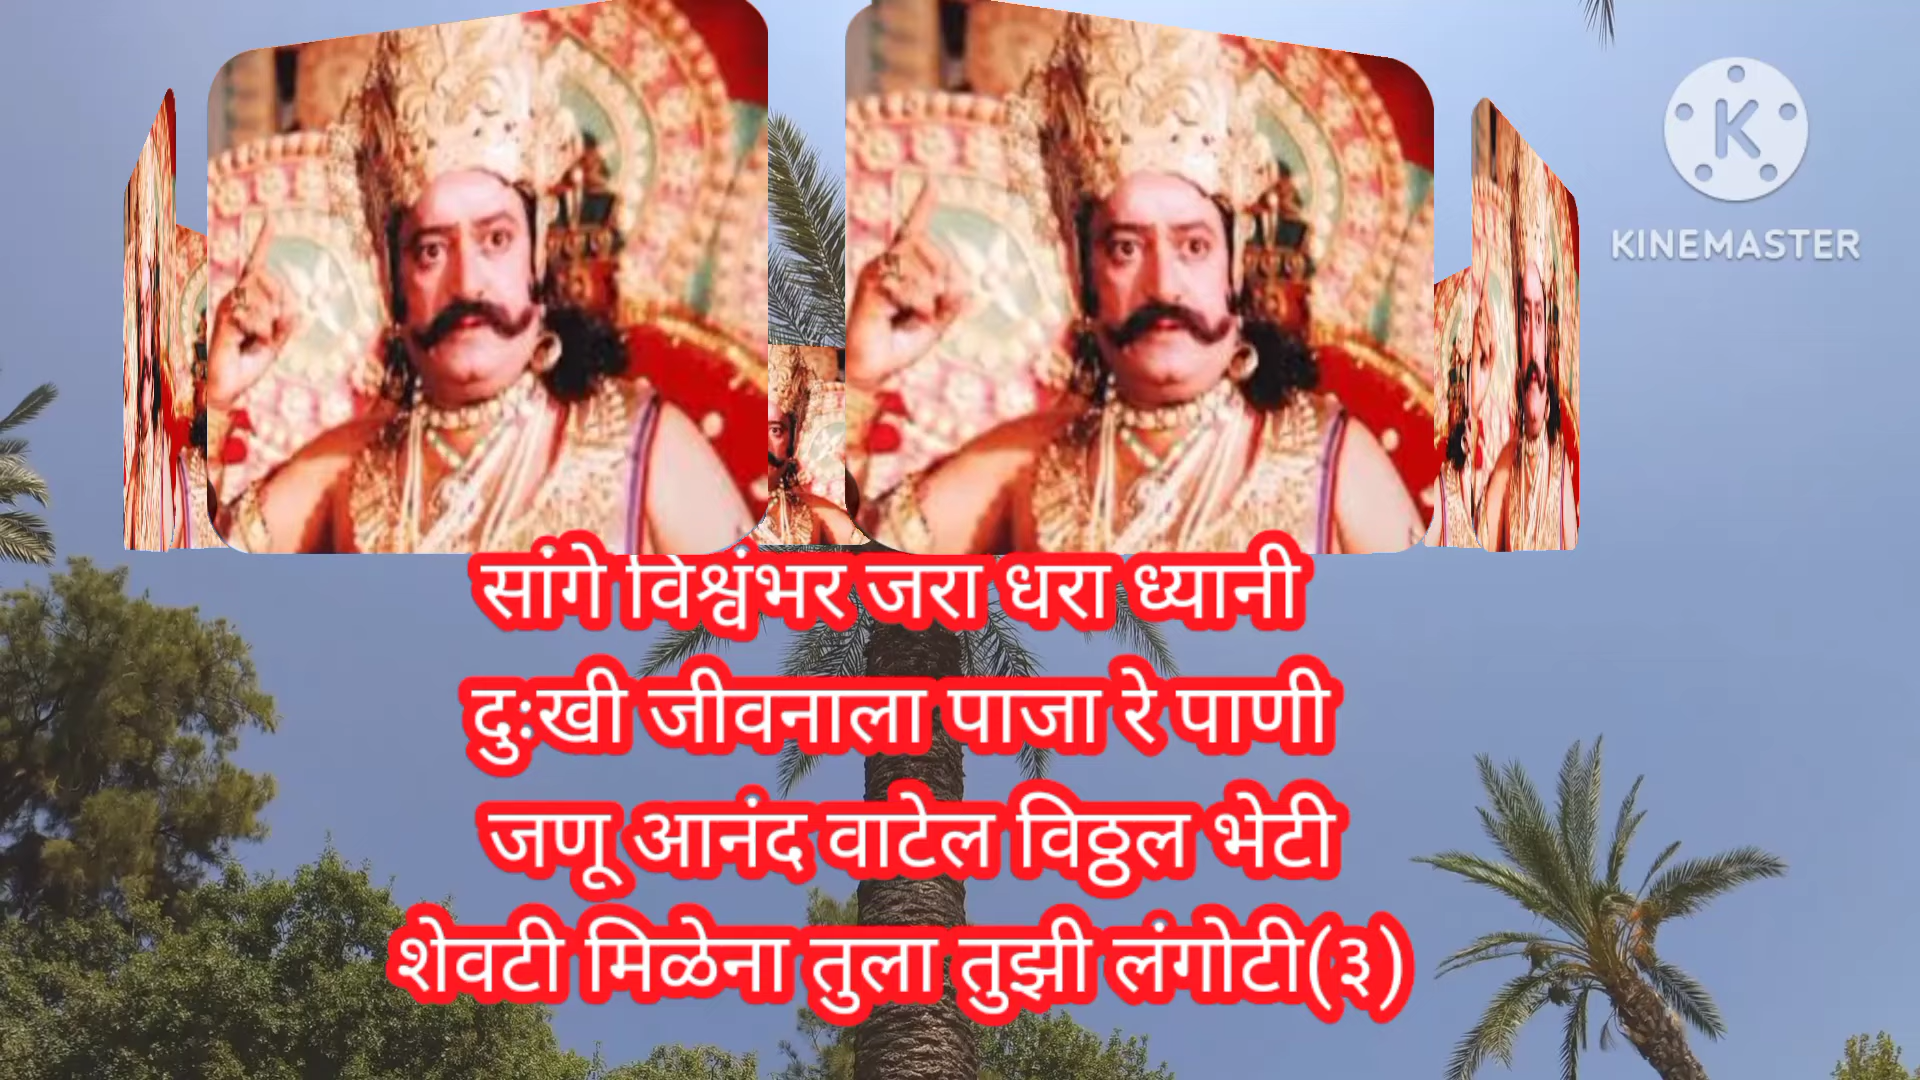 KINEMASTER
सांगे विश्वंभर जरा धरा ध्यानी
दुःखी जीवनाला पाजा रे पाणी
जणू आनंद वाटेल विठ्ठल भेटी
शेवटी मिळेना तुला तुझी लंगोटी(३)